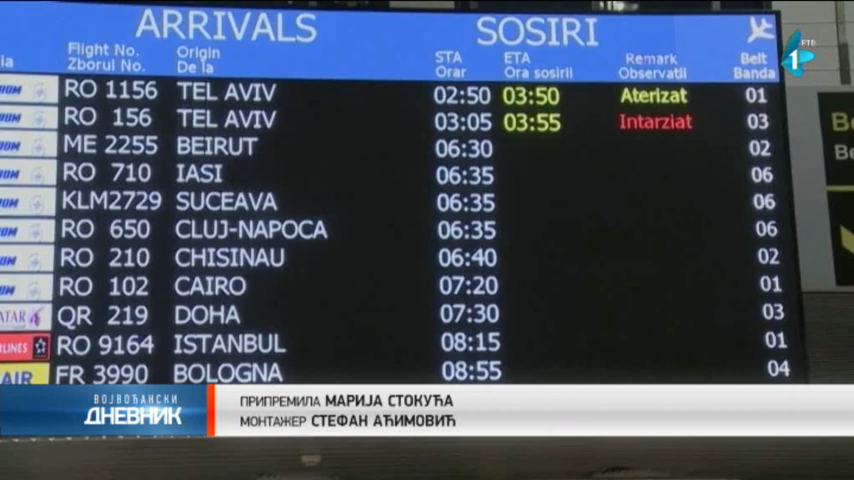 ARRIVALS SOSIRI
Flight No. Origin STA ETA Remark Belt
Zborul No. De la Orar Ora sosirii Observatii Banda
RO 1156 TEL AVIV 02:50 03:50 Aterizat 01
RO 156 TEL AVIV 03:05 03:55 Intarziat 03
ME 2255 BEIRUT 06:30 02
RO 710 IASI 06:35 06
KLM2729 SUCEAVA 06:35 06
RO 650 CLUJ-NAPOCA 06:35 06
RO 210 CHISINAU 06:40 02
RO 102 CAIRO 07:20 01
QR 219 DOHA 07:30 03
RO 9164 ISTANBUL 08:15 01
FR 3990 BOLOGNA 08:55 04
1 РТВ
ВОЈВОЂАНСКИ
ДНЕВНИК
ПРИПРЕМИЛА МАРИЈА СТОКУЋА
МОНТАЖЕР СТЕФАН АЋИМОВИЋ